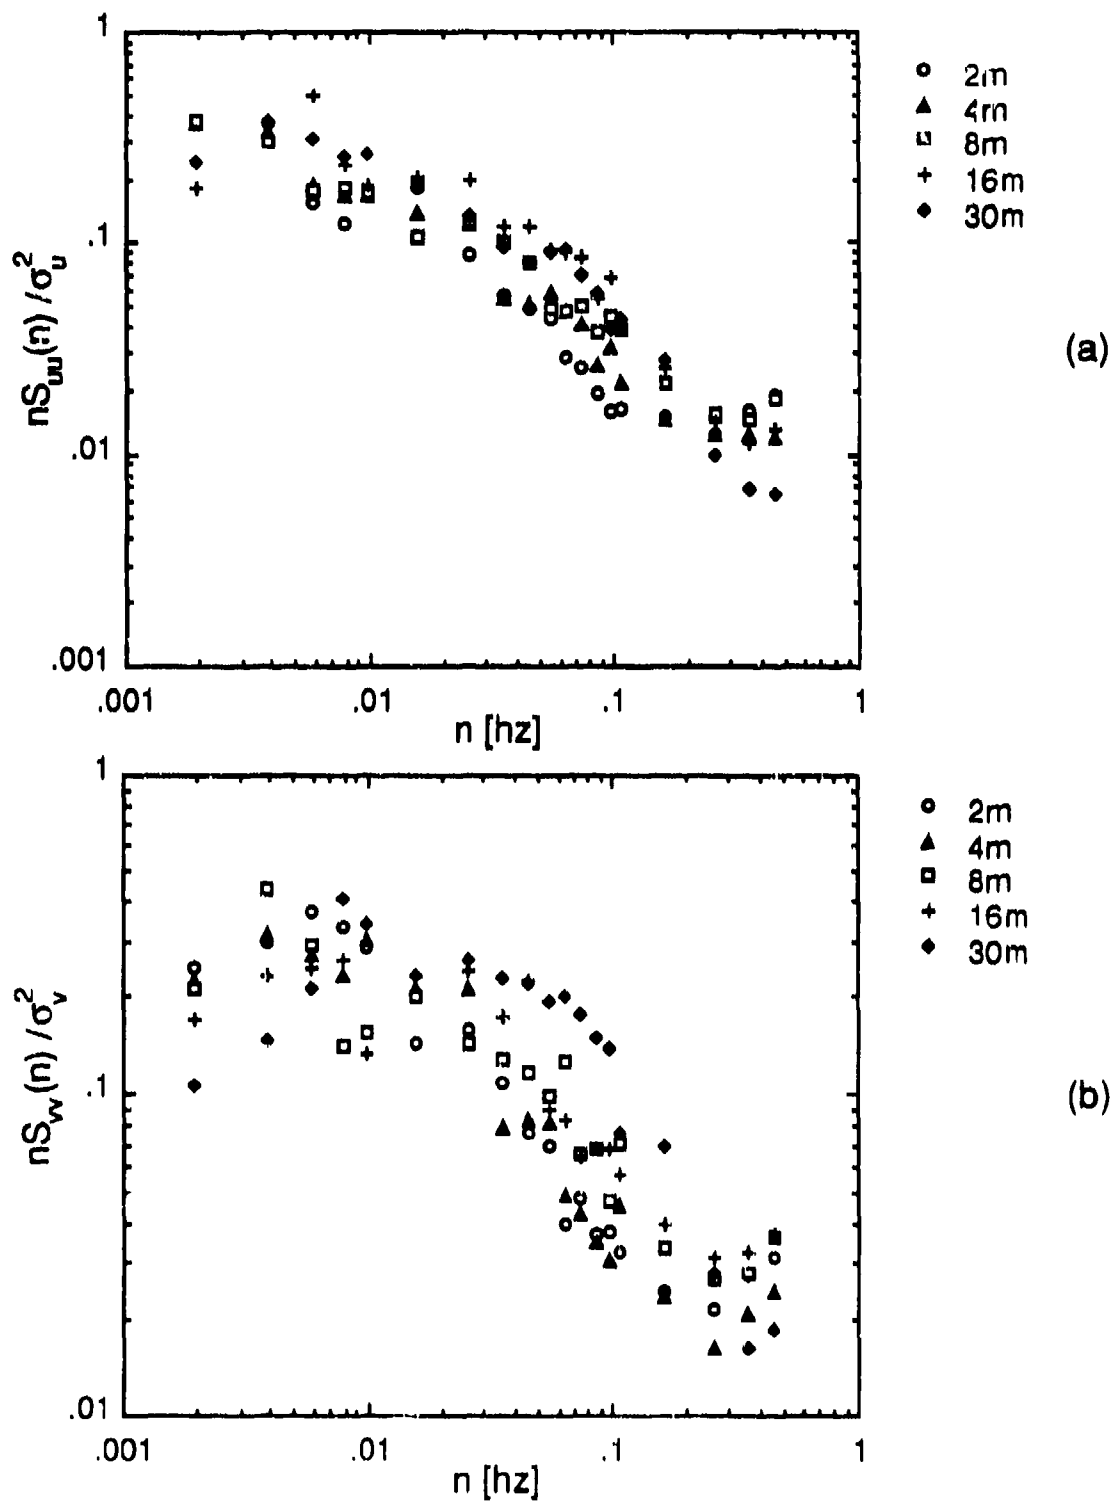 1
.1
.01
.001
nS_uu(n) /σ_u^2
.001
.01
.1
1
n [hz]
2m
4m
8m
16m
30m
(a)
1
.1
.01
nS_vv(n) /σ_v^2
.001
.01
.1
1
n [hz]
2m
4m
8m
16m
30m
(b)